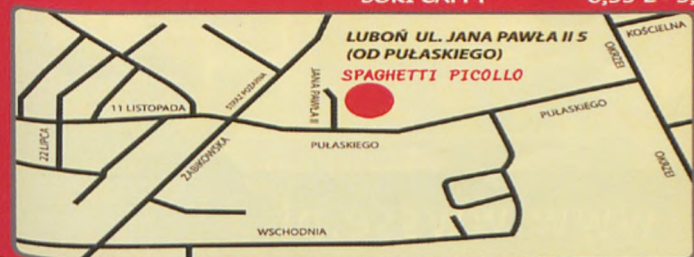 LUBOŃ UL. JANA PAWŁA II 5
(OD PUŁASKIEGO)
SPAGHETTI PICOLLO
KOŚCIELNA
OKRZEI
STRAŻ POŻARNA
JANA PAWŁA II
11 LISTOPADA
PUŁASKIEGO
PUŁASKIEGO
22 LIPCA
ŻABIKOWSKA
OKRZEI
WSCHODNIA